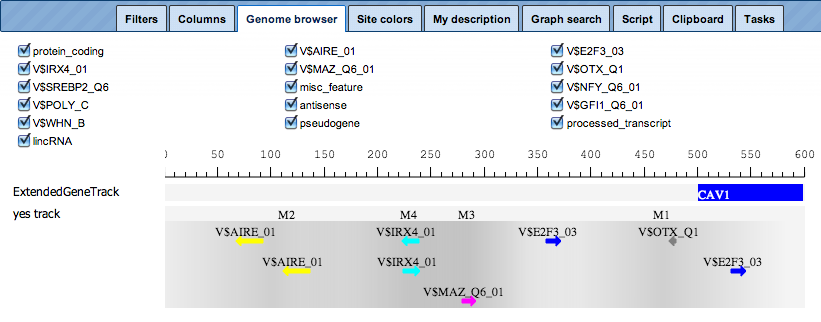 Filters Columns Genome browser Site colors My description Graph search Script Clipboard Tasks
protein_coding V$AIRE_01 V$E2F3_03
V$IRX4_01 V$MAZ_Q6_01 V$OTX_Q1
V$SREBP2_Q6 misc_feature V$NFY_Q6_01
V$POLY_C antisense V$GFI1_Q6_01
V$WHN_B pseudogene processed_transcript
lincRNA
0 50 100 150 200 250 300 350 400 450 500 550 600
ExtendedGeneTrack CAV1
yes track M2 M4 M3 M1
V$AIRE_01 V$IRX4_01 V$E2F3_03 V$OTX_Q1
V$AIRE_01 V$IRX4_01 V$E2F3_03
V$MAZ_Q6_01